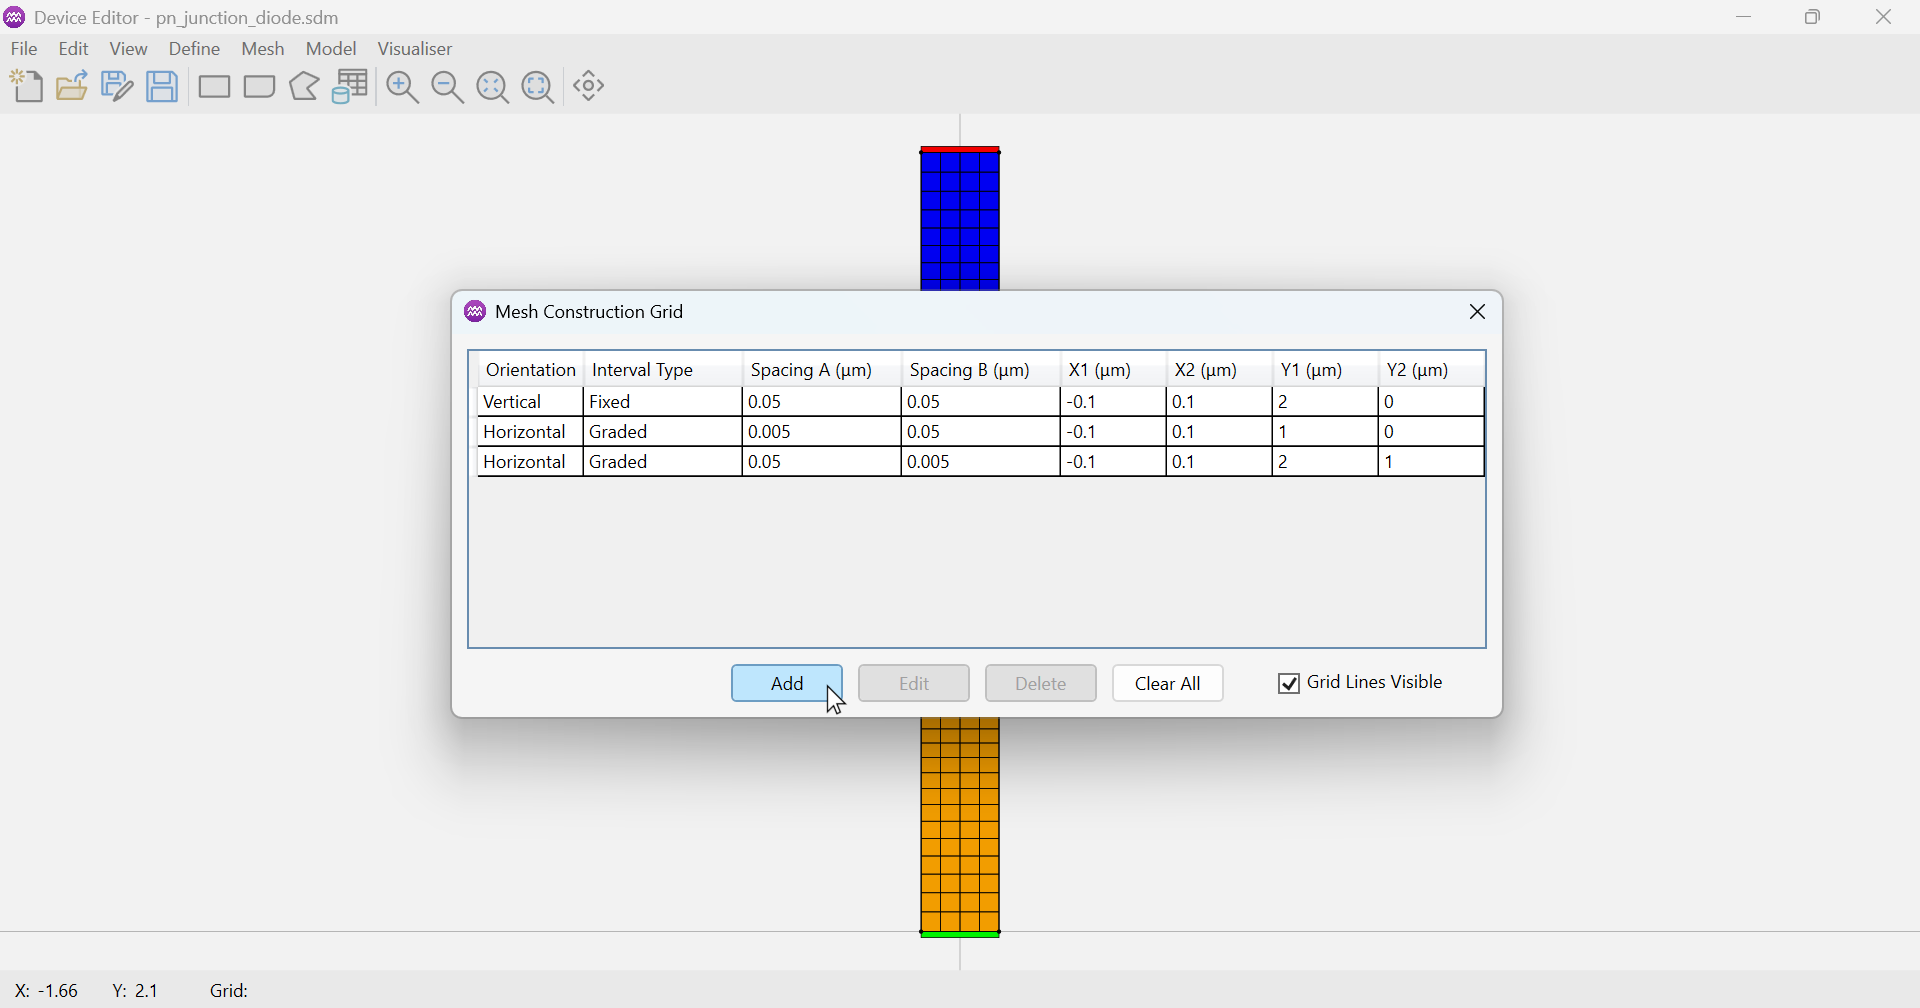 Device Editor - pn_junction_diode.sdm
File Edit View Define Mesh Model Visualiser
Mesh Construction Grid
Orientation Interval Type Spacing A (µm) Spacing B (µm) X1 (µm) X2 (µm) Y1 (µm) Y2 (µm)
Vertical Fixed 0.05 0.05 -0.1 0.1 2 0
Horizontal Graded 0.005 0.05 -0.1 0.1 1 0
Horizontal Graded 0.05 0.005 -0.1 0.1 2 1
Add Edit Delete Clear All Grid Lines Visible
X: -1.66 Y: 2.1 Grid: